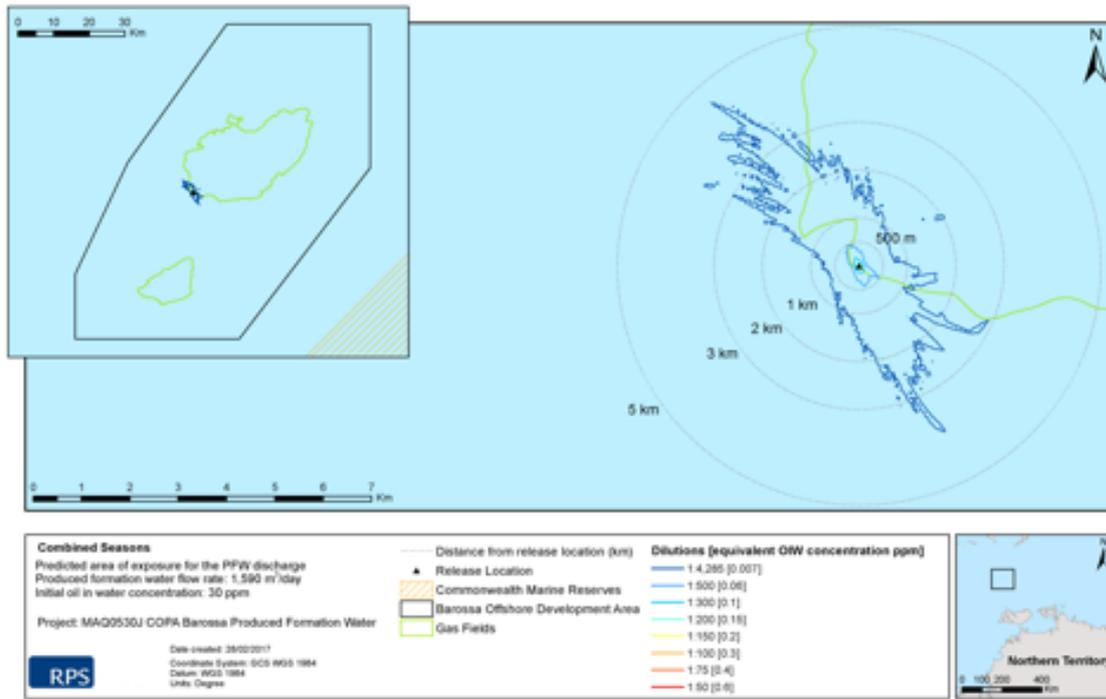 0 10 20 30
Km
N
500 m
1 km
2 km
3 km
5 km
0 1 2 3 4 5 6 7
Km
Combined Seasons
Predicted area of exposure for the PFW discharge
Produced formation water flow rate: 1,590 m³/day
Initial oil in water concentration: 30 ppm
Project: MAQ0530J COPA Barossa Produced Formation Water
RPS
Date created: 28/02/2017
Coordinate System: GCS WGS 1984
Datum: WGS 1984
Units: Degree
Distance from release location (km)
Release Location
Commonwealth Marine Reserves
Barossa Offshore Development Area
Gas Fields
Dilutions [equivalent OIW concentration ppm]
1:4,285 [0.007]
1:500 [0.06]
1:300 [0.1]
1:200 [0.15]
1:150 [0.2]
1:100 [0.3]
1:75 [0.4]
1:50 [0.6]
Northern Territory
0 100 200 400
Km